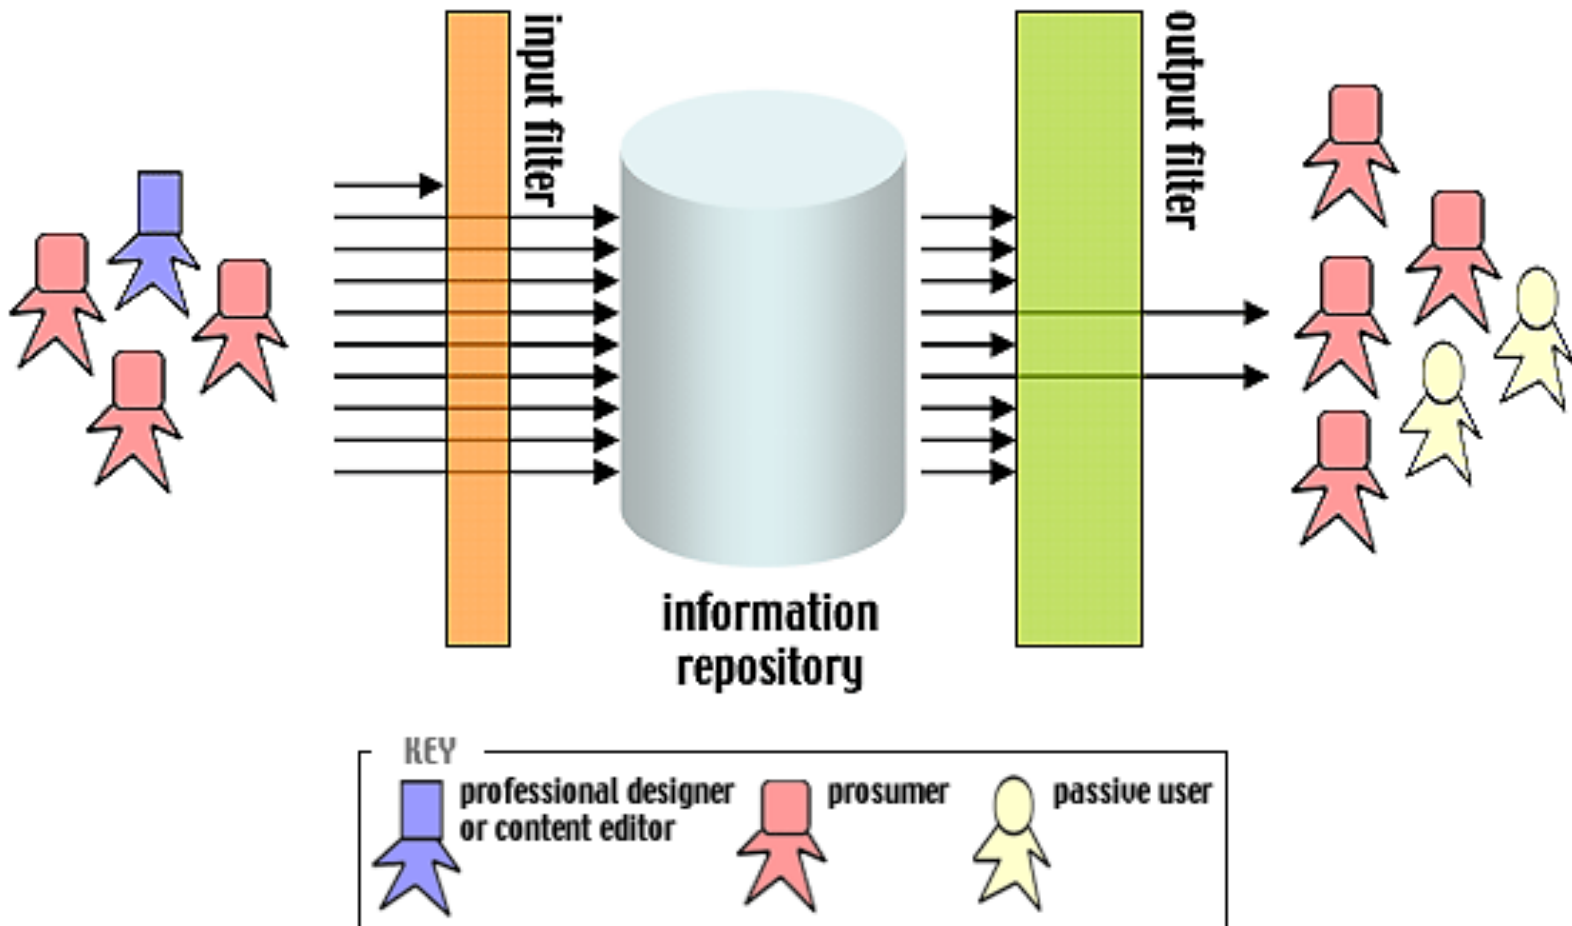 input filter
output filter
information
repository
KEY
professional designer
or content editor
prosumer
passive user